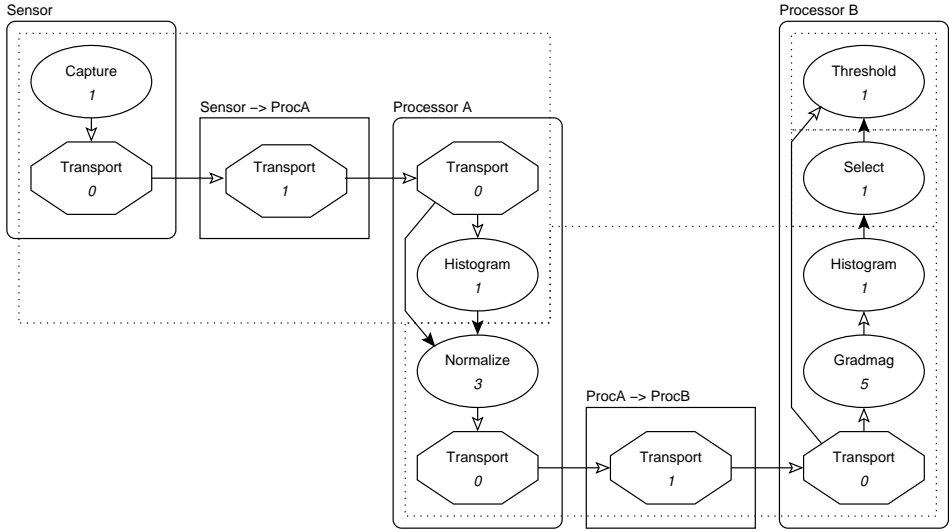 Sensor
Capture
1
Transport
0
Sensor -> ProcA
Transport
1
Processor A
Transport
0
Histogram
1
Normalize
3
Transport
0
ProcA -> ProcB
Transport
1
Processor B
Threshold
1
Select
1
Histogram
1
Gradmag
5
Transport
0